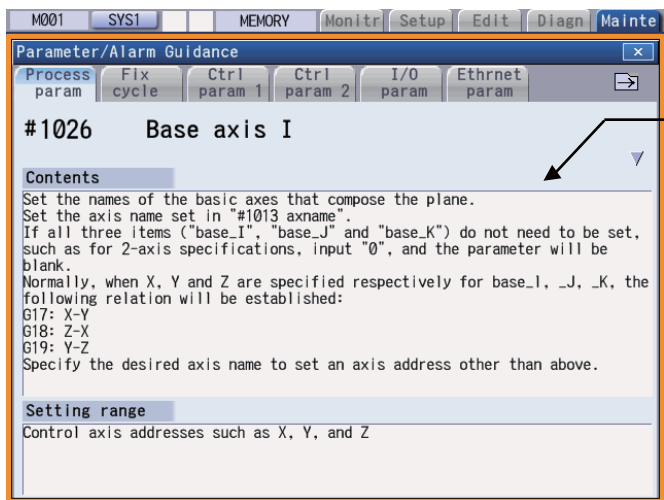 M001 SYS1 MEMORY Monitr Setup Edit Diagn Mainte
Parameter/Alarm Guidance
Process param Fix cycle Ctrl param 1 Ctrl param 2 I/O param Ethrnet param
#1026 Base axis I
Contents
Set the names of the basic axes that compose the plane.
Set the axis name set in "#1013 axname".
If all three items ("base_I", "base_J" and "base_K") do not need to be set,
such as for 2-axis specifications, input "0", and the parameter will be
blank.
Normally, when X, Y and Z are specified respectively for base_I, _J, _K, the
following relation will be established:
G17: X-Y
G18: Z-X
G19: Y-Z
Specify the desired axis name to set an axis address other than above.
Setting range
Control axis addresses such as X, Y, and Z